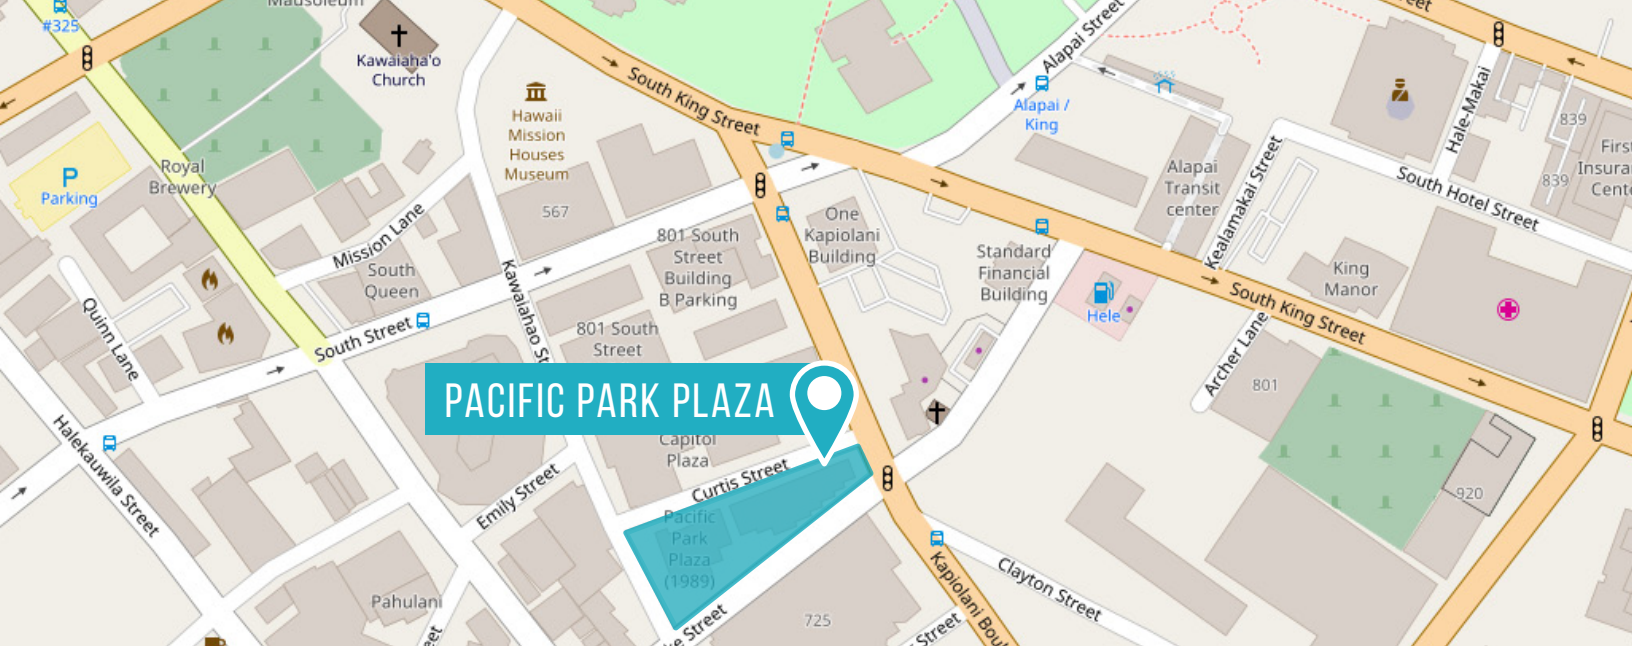 Mausoleum
#325
Kawaiaha'o
Church
South King Street
Alapai Street
Hawaii
Mission
Houses
Museum
Alapai /
King
Hale-Makai
839
839
First
Parking
Royal
Brewery
Mission Lane
567
Alapai
Transit
center
Kealamakai Street
South Hotel Street
One
Kapiolani
Building
801 South
Street
Building
B Parking
South
Queen
Kawaiahao St
Standard
Financial
Building
King
Manor
Hele
South King Street
Quinn Lane
South Street
801 South
Street
Archer Lane
801
PACIFIC PARK PLAZA
Capitol
Plaza
Curtis Street
Halekauwila Street
Emily Street
920
Pacific
Park
Plaza
(1989)
Kapiolani Bou
Clayton Street
Pahulani
725
ke Street
Street